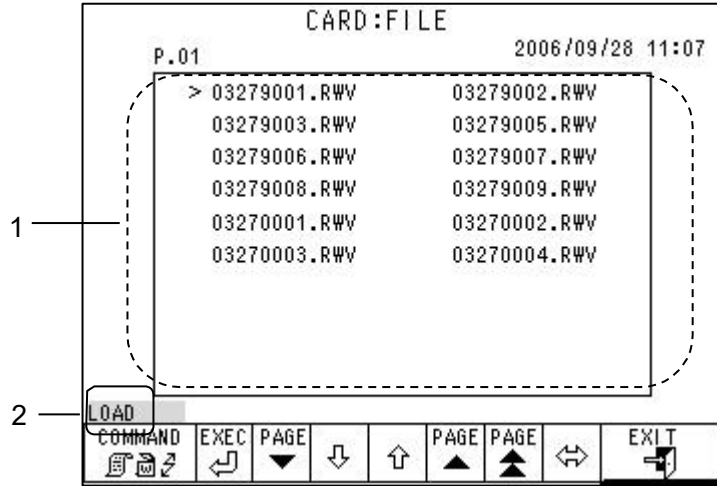 CARD:FILE
P.01 2006/09/28 11:07
> 03279001.RWV 03279002.RWV
03279003.RWV 03279005.RWV
03279006.RWV 03279007.RWV
03279008.RWV 03279009.RWV
03270001.RWV 03270002.RWV
03270003.RWV 03270004.RWV
1
2
LOAD
COMMAND EXEC PAGE PAGE PAGE EXIT